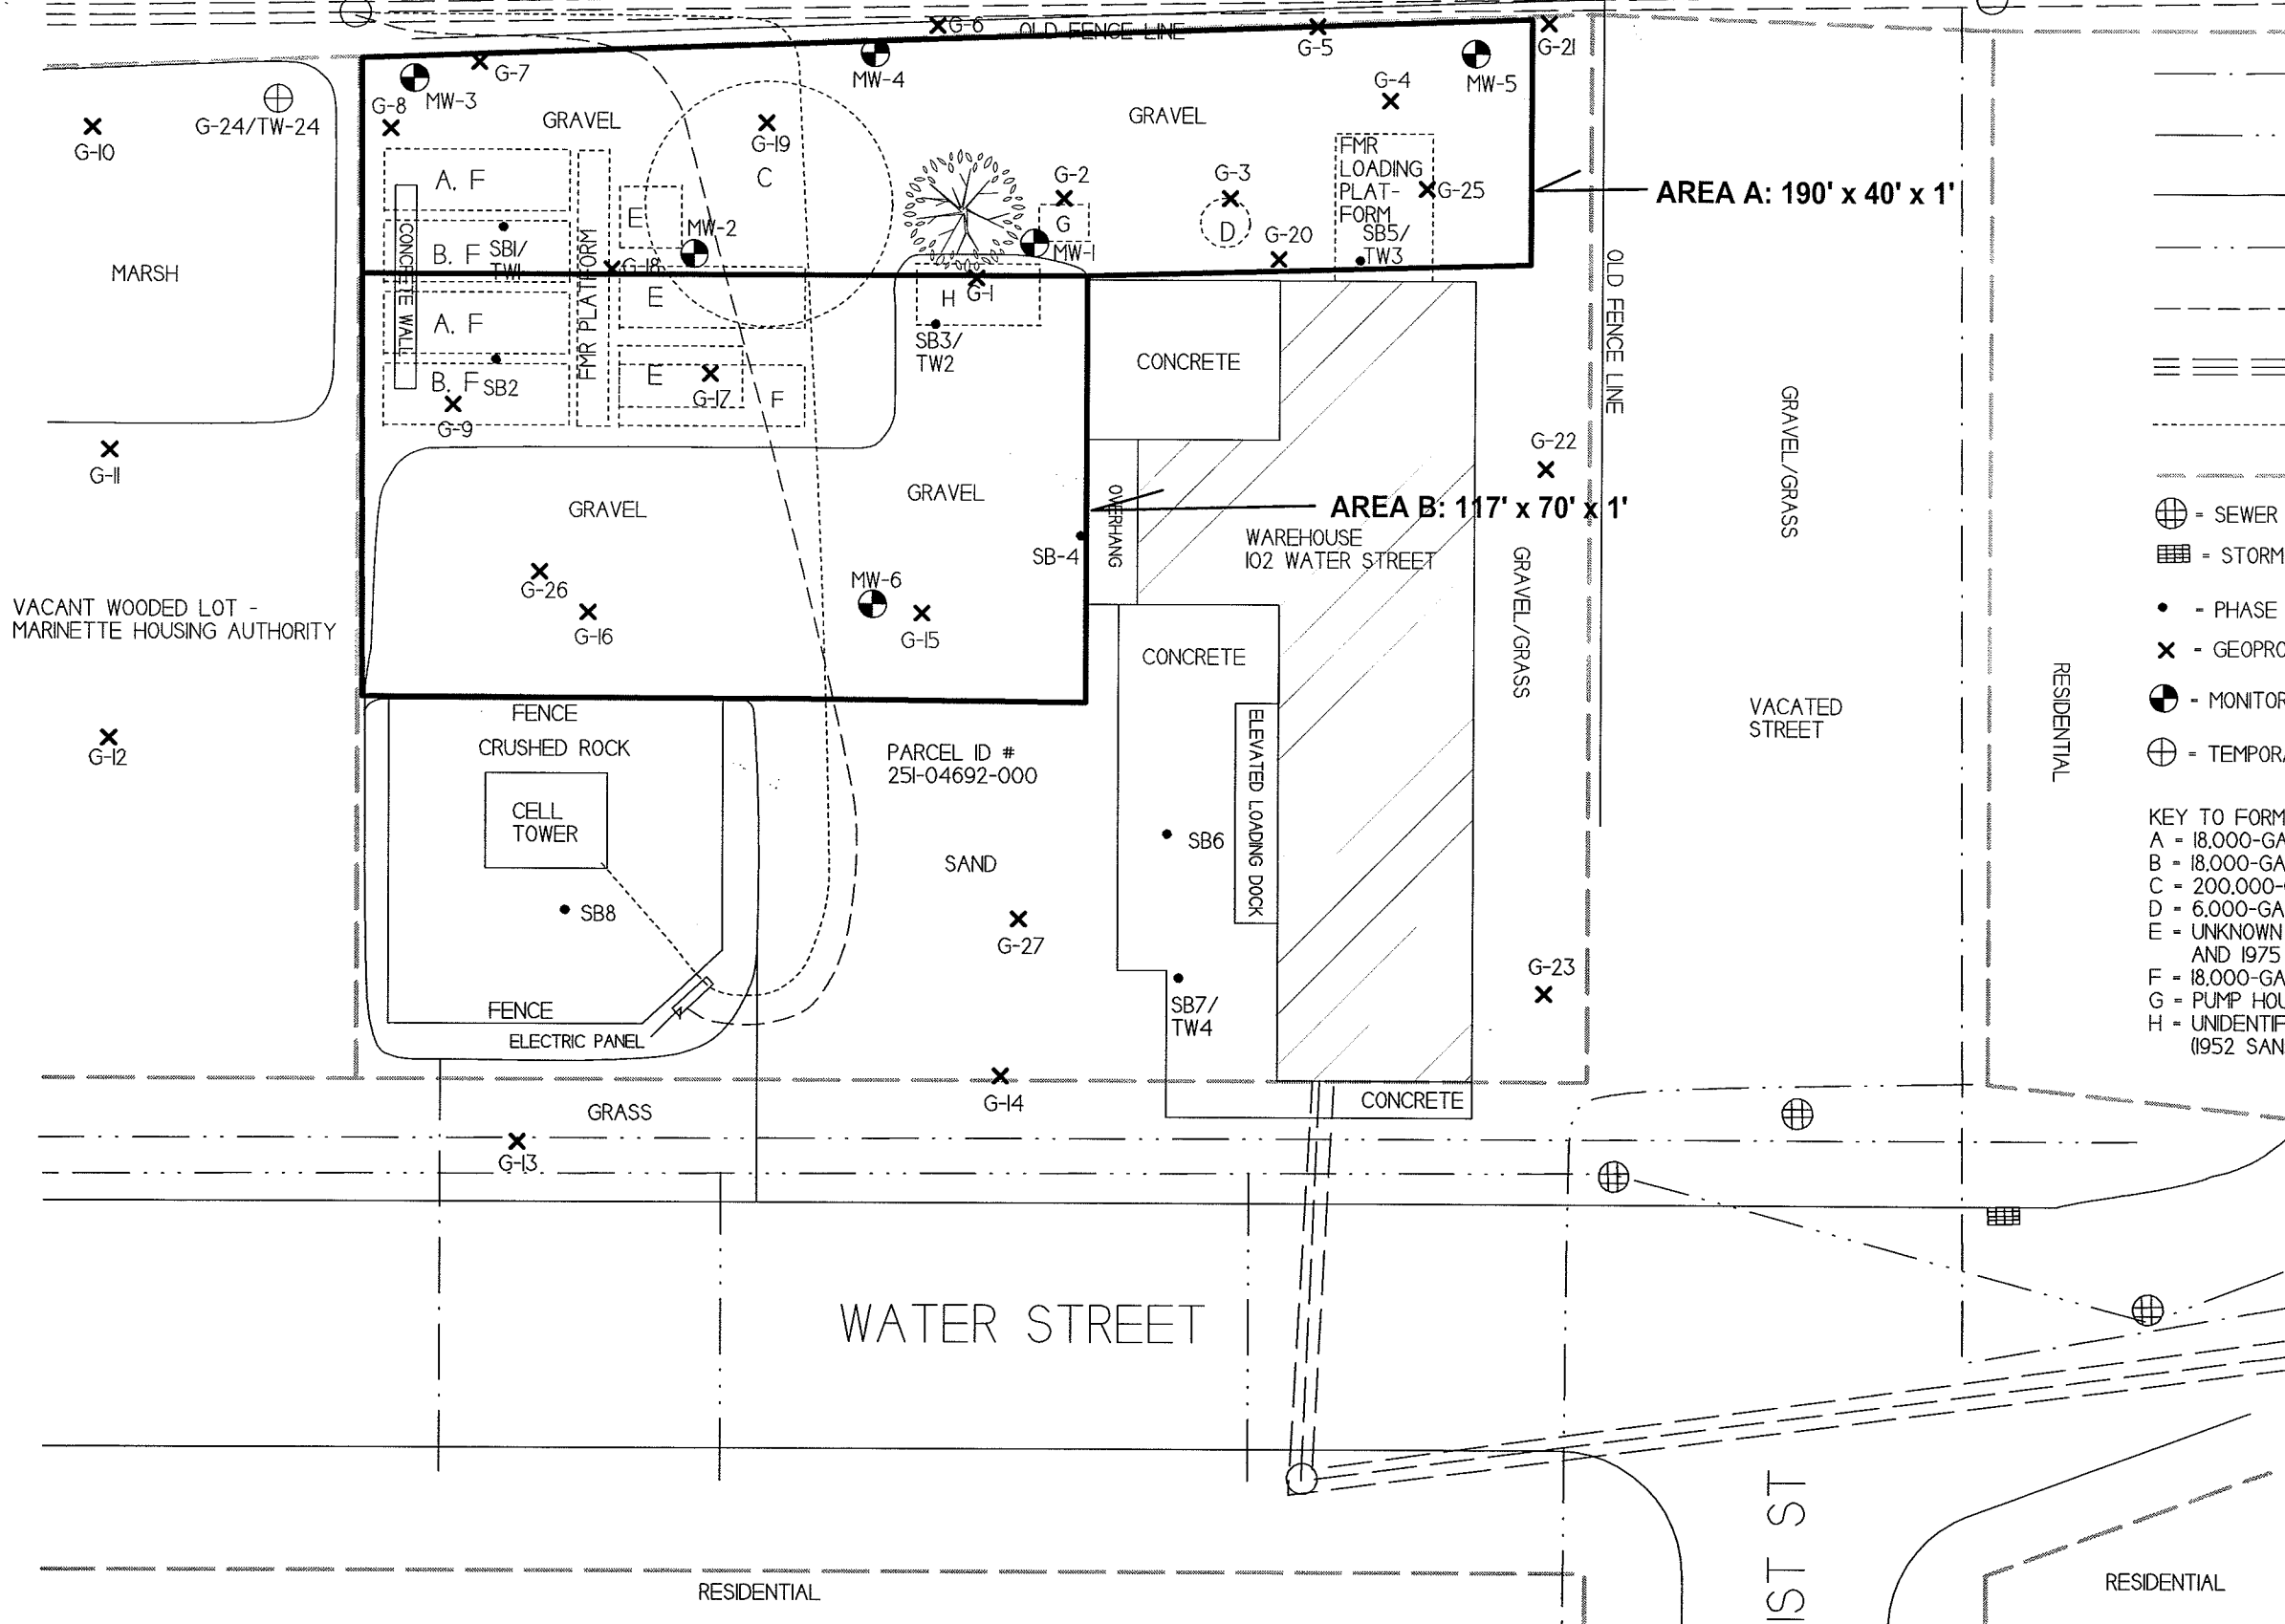 G-6
OLD FENCE LINE
G-5
G-21
G-7
MW-3
MW-4
MW-5
G-4
G-8
G-24/TW-24
G-10
GRAVEL
G-19
C
GRAVEL
FMR
LOADING
PLAT-
FORM
G-25
AREA A: 190' x 40' x 1'
A, F
E
MW-2
G-2
G
MW-1
G-3
D
G-20
SB5/
TW3
CONCRETE WALL
B, F
SB1/
TW1
FMR PLATFORM
G-18
MARSH
E
H
G-1
OLD FENCE LINE
A, F
SB3/
TW2
CONCRETE
B, F
SB2
E
G-17
F
G-9
GRAVEL/GRASS
G-11
G-22
GRAVEL
GRAVEL
OVERHANG
AREA B: 117' x 70' x 1'
WAREHOUSE
102 WATER STREET
SB-4
GRAVEL/GRASS
G-26
G-16
MW-6
G-15
VACANT WOODED LOT -
MARINETTE HOUSING AUTHORITY
CONCRETE
RESIDENTIAL
FENCE
CRUSHED ROCK
G-12
PARCEL ID #
251-04692-000
ELEVATED LOADING DOCK
VACATED
STREET
CELL
TOWER
SB6
SAND
SB8
G-27
G-23
SB7/
TW4
FENCE
ELECTRIC PANEL
G-14
CONCRETE
GRASS
G-13
= SEWER
= STORM
- PHASE
- GEOPRO
- MONITOR
= TEMPORA
KEY TO FORM
A - 18,000-GA
B - 18,000-GA
C - 200,000-
D - 6,000-GA
E - UNKNOWN
AND 1975
F - 18,000-GA
G - PUMP HOU
H - UNIDENTIF
(1952 SAN
WATER STREET
1ST ST
RESIDENTIAL
RESIDENTIAL